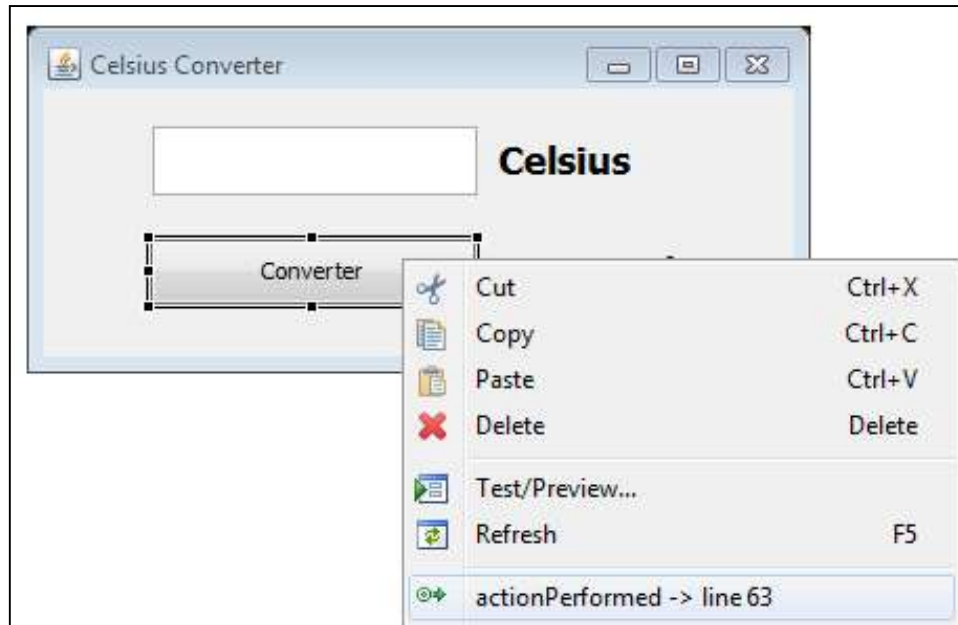 Celsius Converter
Celsius
Converter
Cut Ctrl+X
Copy Ctrl+C
Paste Ctrl+V
Delete Delete
Test/Preview...
Refresh F5
actionPerformed -> line 63